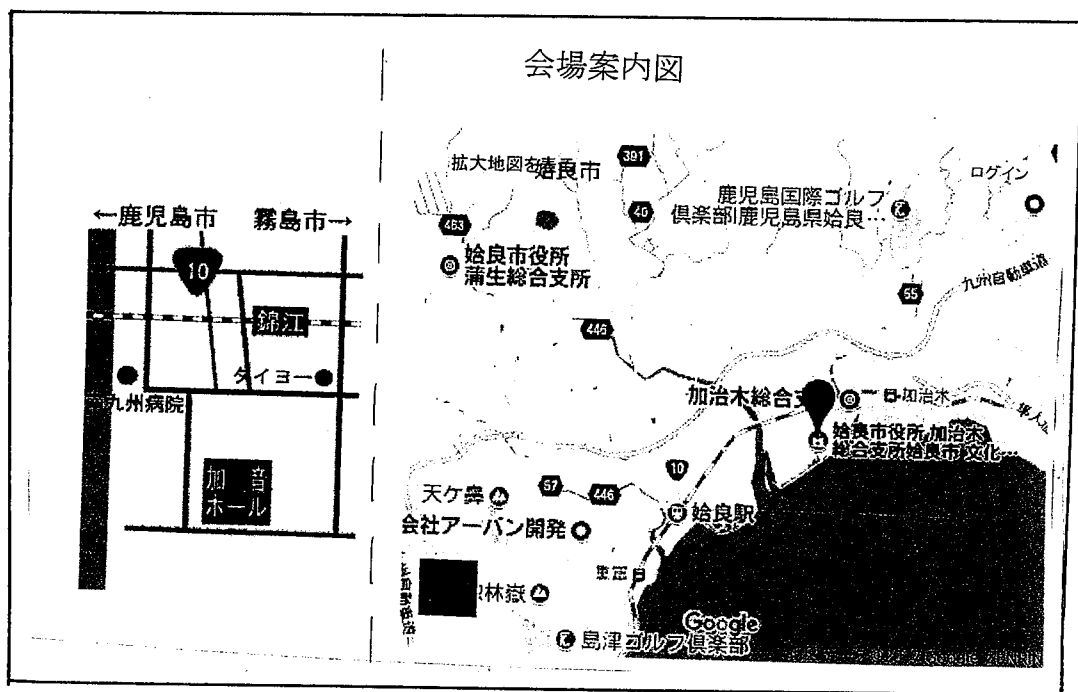 会場案内図
←鹿児島市 霧島市→
10
錦江
タイヨー
九州病院
加音
ホール
拡大地図を表示
姶良市
391
40
463
姶良市役所
蒲生総合支所
鹿児島国際ゴルフ
倶楽部|鹿児島県姶良…
ログイン
55
九州自動車道
446
加治木総合支
加治木
姶良市役所 加治木
総合支所姶良市 文化…
10
57
446
天ケ鼻
姶良駅
会社アーバン開発
重富
林嶽
島津ゴルフ倶楽部
Google